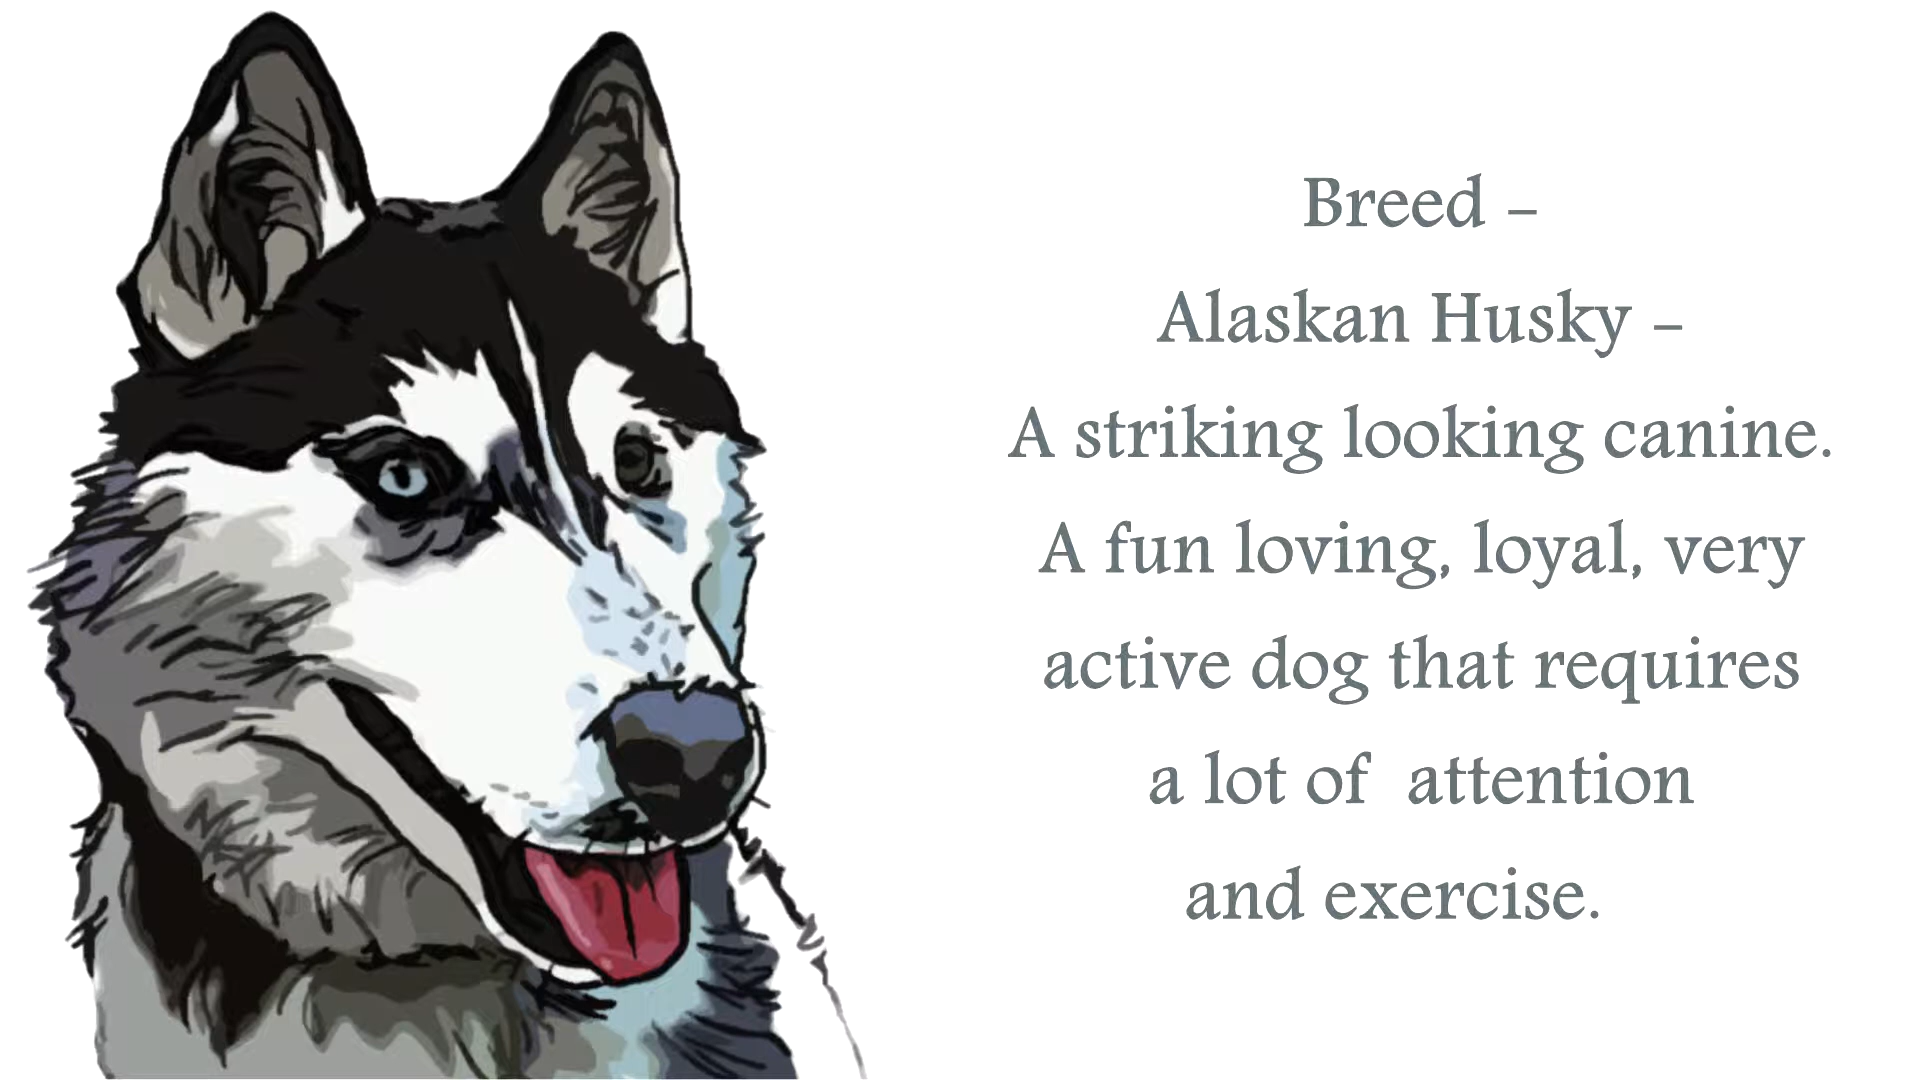 Breed –
Alaskan Husky –
A striking looking canine.
A fun loving, loyal, very
active dog that requires
a lot of  attention
and exercise.